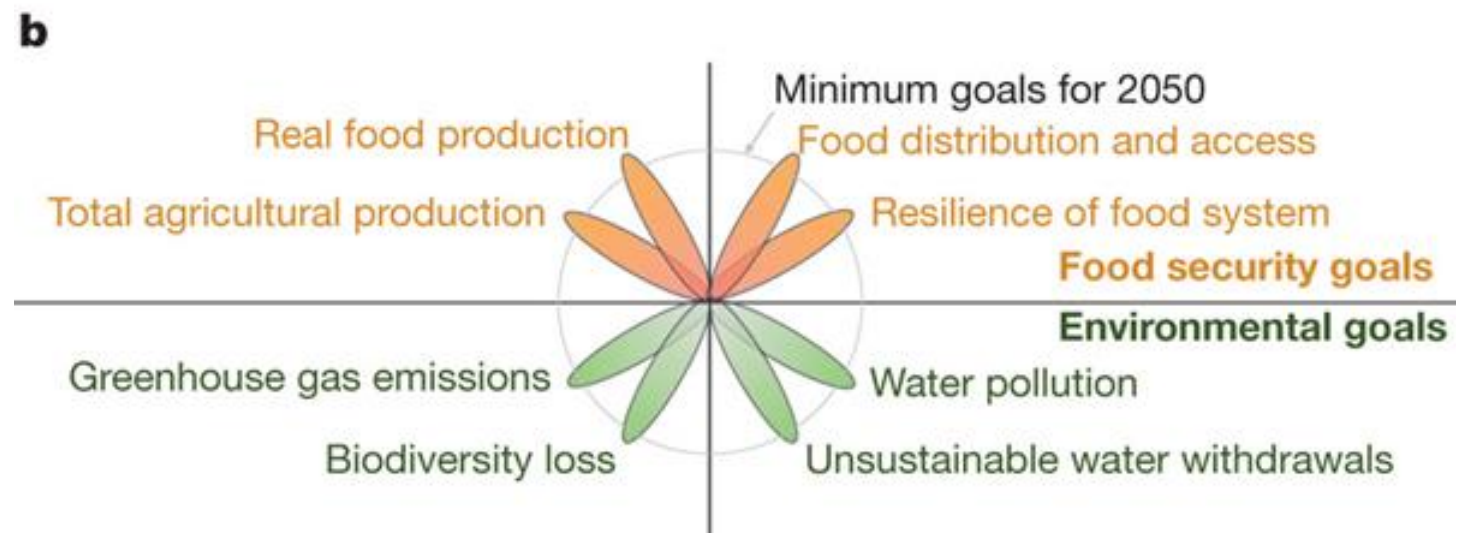 b
Minimum goals for 2050
Real food production
Food distribution and access
Total agricultural production
Resilience of food system
Food security goals
Environmental goals
Greenhouse gas emissions
Water pollution
Biodiversity loss
Unsustainable water withdrawals